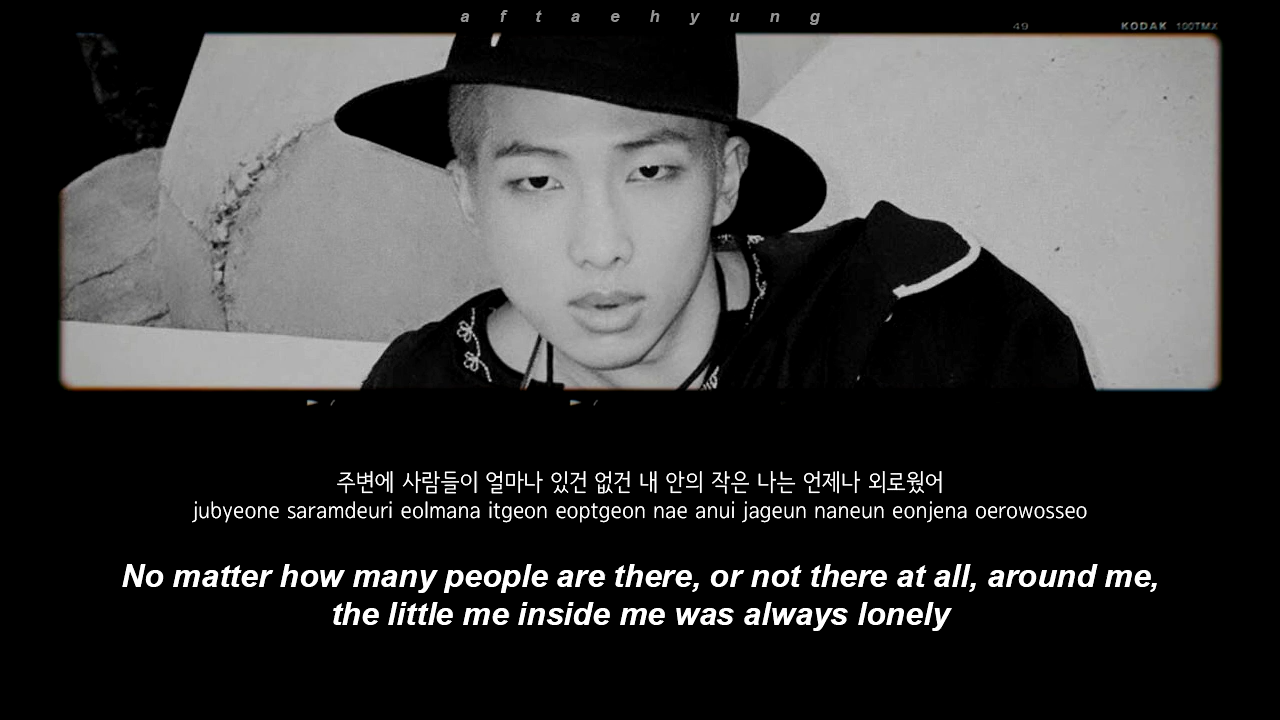 a f t a e h y u n g
49 KODAK 100TMX
주변에 사람들이 얼마나 있건 없건 내 안의 작은 나는 언제나 외로웠어
jubyeone saramdeuri eolmana itgeon eoptgeon nae anui jageun naneun eonjena oerowosseo
No matter how many people are there, or not there at all, around me,
the little me inside me was always lonely